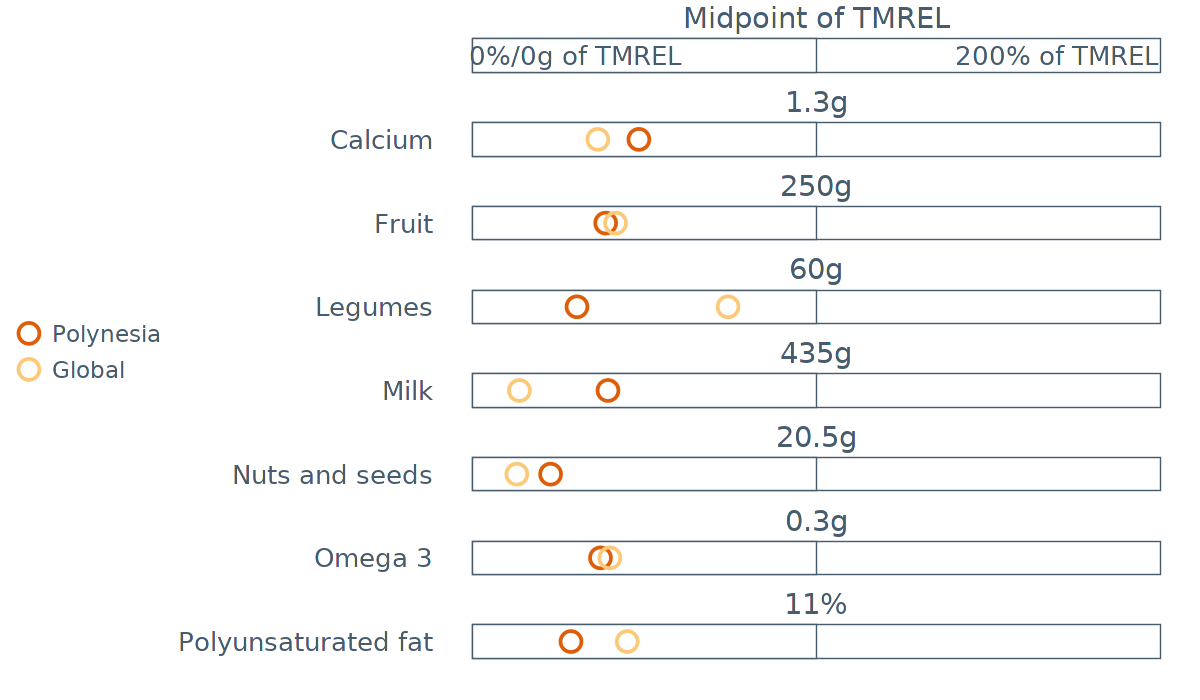 Midpoint of TMREL
0%/0g of TMREL
200% of TMREL
1.3g
Calcium
250g
Fruit
60g
Legumes
Polynesia
Global
435g
Milk
20.5g
Nuts and seeds
0.3g
Omega 3
11%
Polyunsaturated fat